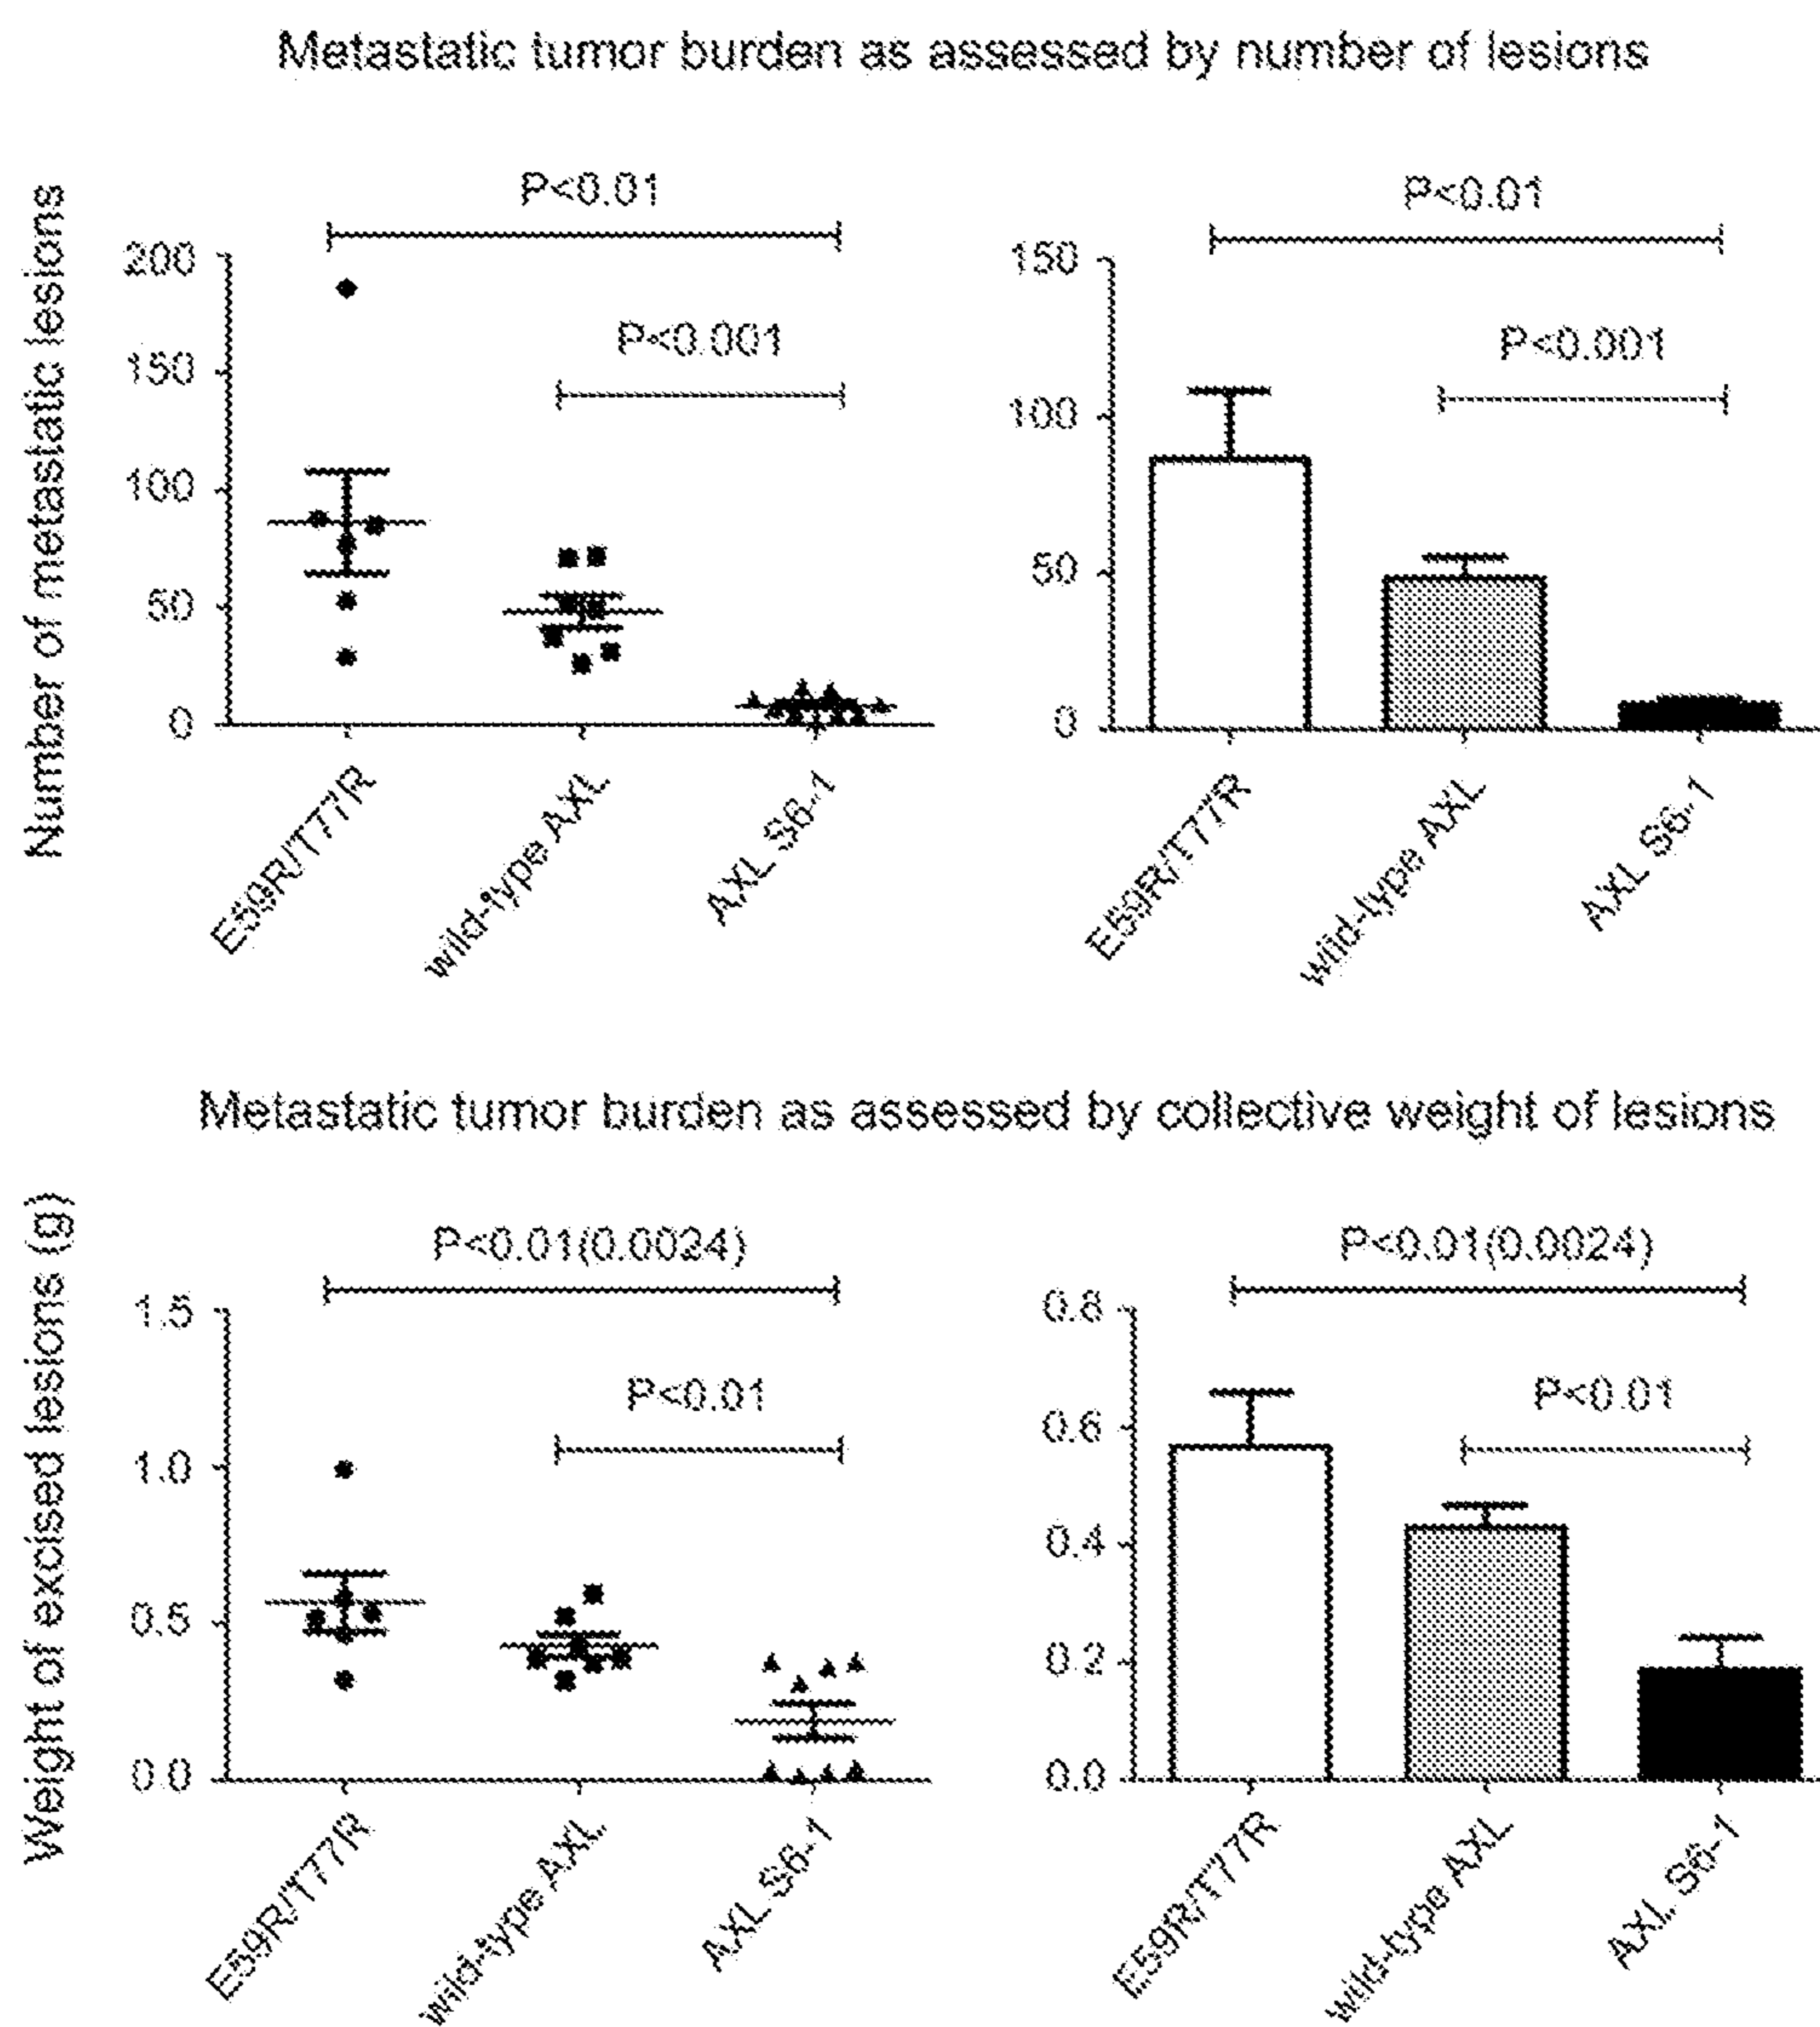 Metastatic tumor burden as assessed by number of lesions
Number of metastatic lesions
P<0.01
P<0.001
200
150
100
50
0
E59R/T77R
wild-type AXL
AXL S6-1
P<0.01
P<0.001
150
100
50
0
E59R/T77R
wild-type AXL
AXL S6-1
Metastatic tumor burden as assessed by collective weight of lesions
Weight of excised lesions (g)
P<0.01(0.0024)
P<0.01
1.5
1.0
0.5
0.0
E59R/T77R
wild-type AXL
AXL S6-1
P<0.01(0.0024)
P<0.01
0.8
0.6
0.4
0.2
0.0
E59R/T77R
wild-type AXL
AXL S6-1